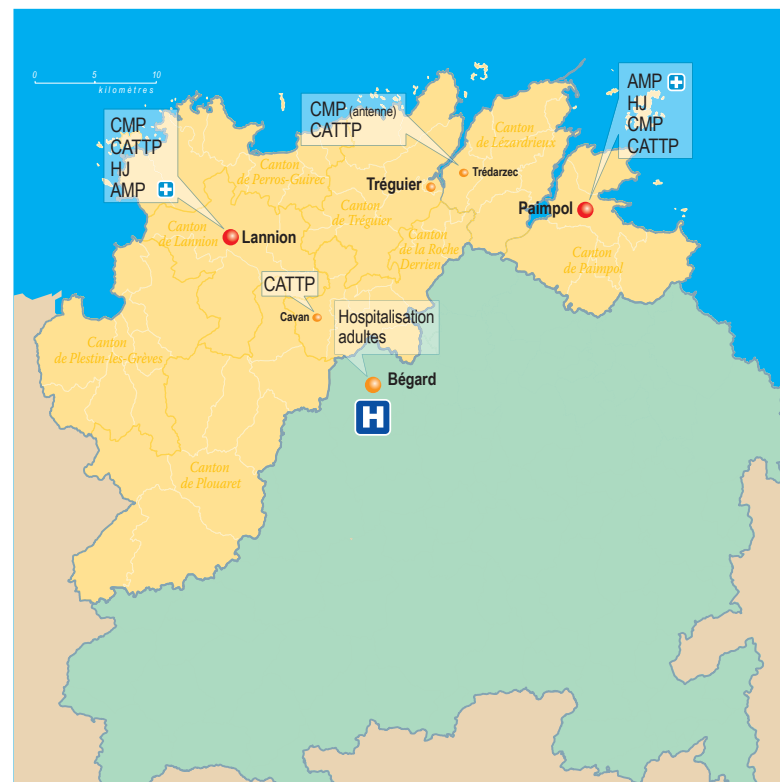 0 5 10
kilomètres
CMP
CATTP
HJ
AMP
CMP (antenne)
CATTP
AMP
HJ
CMP
CATTP
Canton
de Lézardrieux
Trédarzec
Canton
de Perros-Guirec
Tréguier
Canton
de Tréguier
Paimpol
Canton
de Lannion
Lannion
Canton
de la Roche
Derrien
Canton
de Paimpol
CATTP
Cavan
Hospitalisation
adultes
Canton
de Plestin-les-Grèves
Bégard
H
Canton
de Plouaret